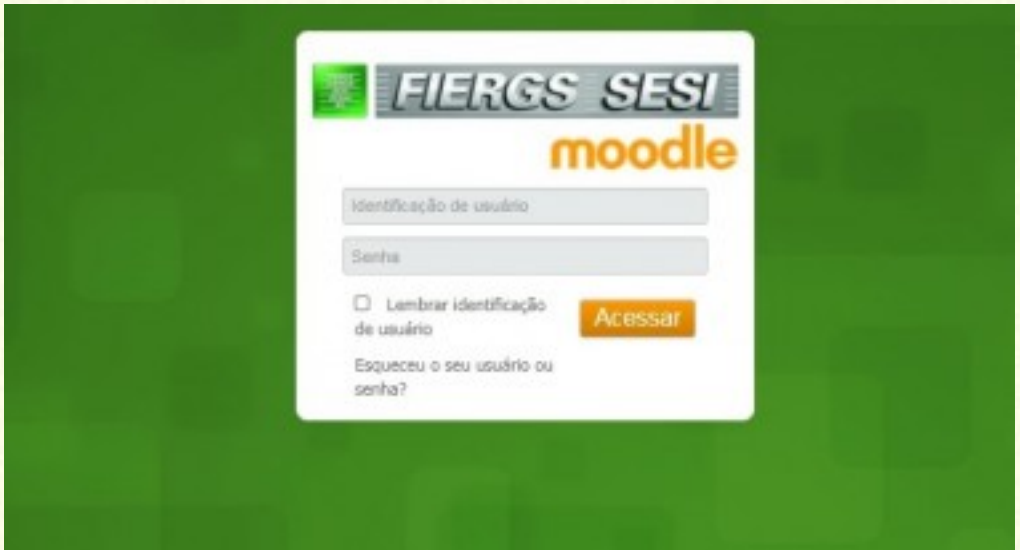 FIERGS SESI
moodle
Identificação de usuário
Senha
Lembrar identificação
de usuário
Acessar
Esqueceu o seu usuário ou
senha?